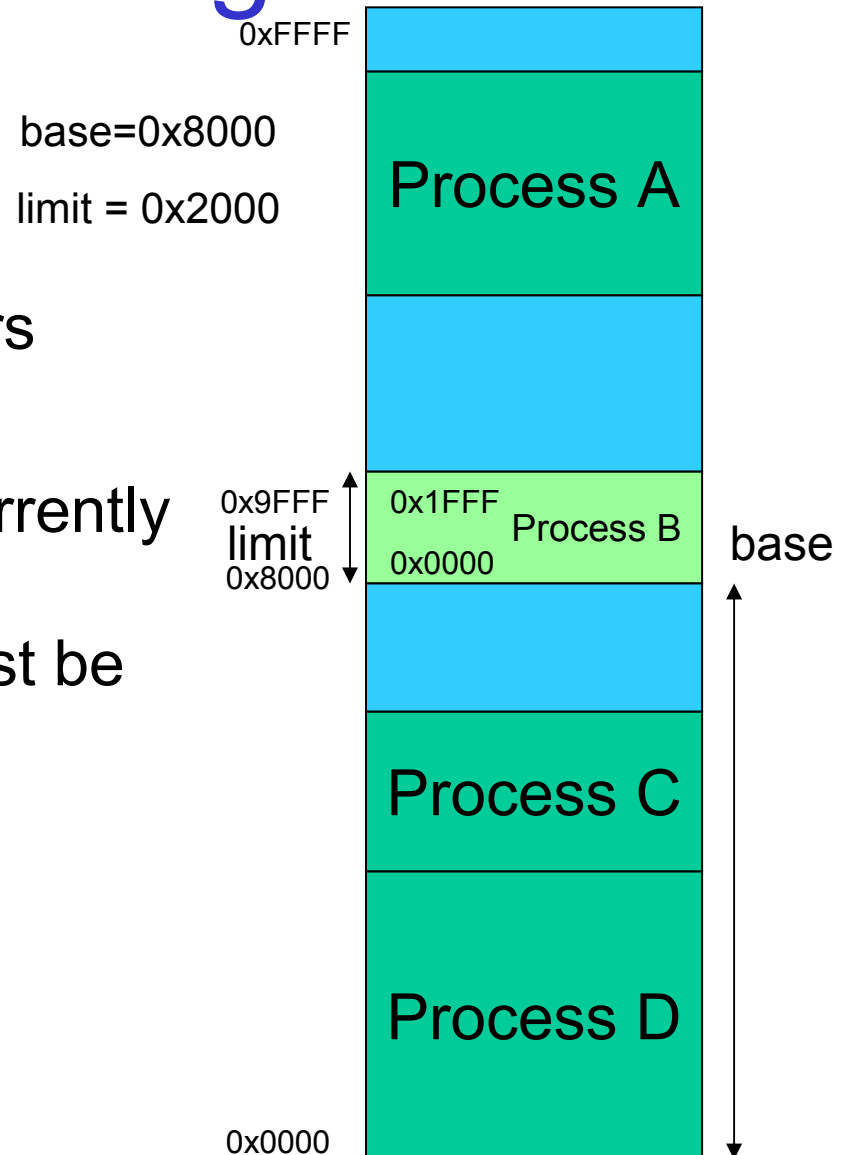 0xFFFF
base=0x8000
limit = 0x2000
Process A
rs
rrently
0x9FFF
limit
0x8000
0x1FFF
Process B
0x0000
base
st be
Process C
Process D
0x0000